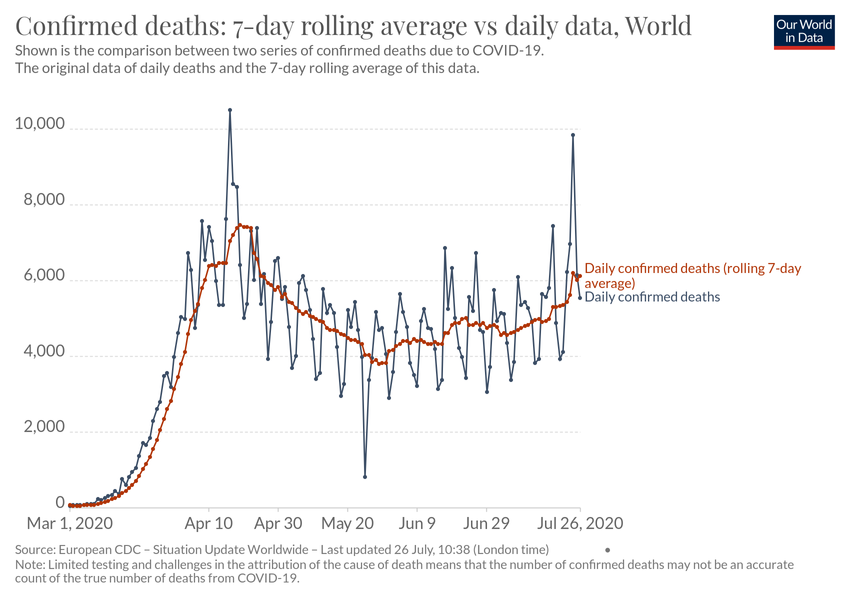 Confirmed deaths: 7-day rolling average vs daily data, World
Our World
in Data
Shown is the comparison between two series of confirmed deaths due to COVID-19.
The original data of daily deaths and the 7-day rolling average of this data.
10,000
8,000
6,000
4,000
2,000
0
Daily confirmed deaths (rolling 7-day
average)
Daily confirmed deaths
Mar 1, 2020
Apr 10
Apr 30
May 20
Jun 9
Jun 29
Jul 26, 2020
Source: European CDC – Situation Update Worldwide – Last updated 26 July, 10:38 (London time)
Note: Limited testing and challenges in the attribution of the cause of death means that the number of confirmed deaths may not be an accurate
count of the true number of deaths from COVID-19.